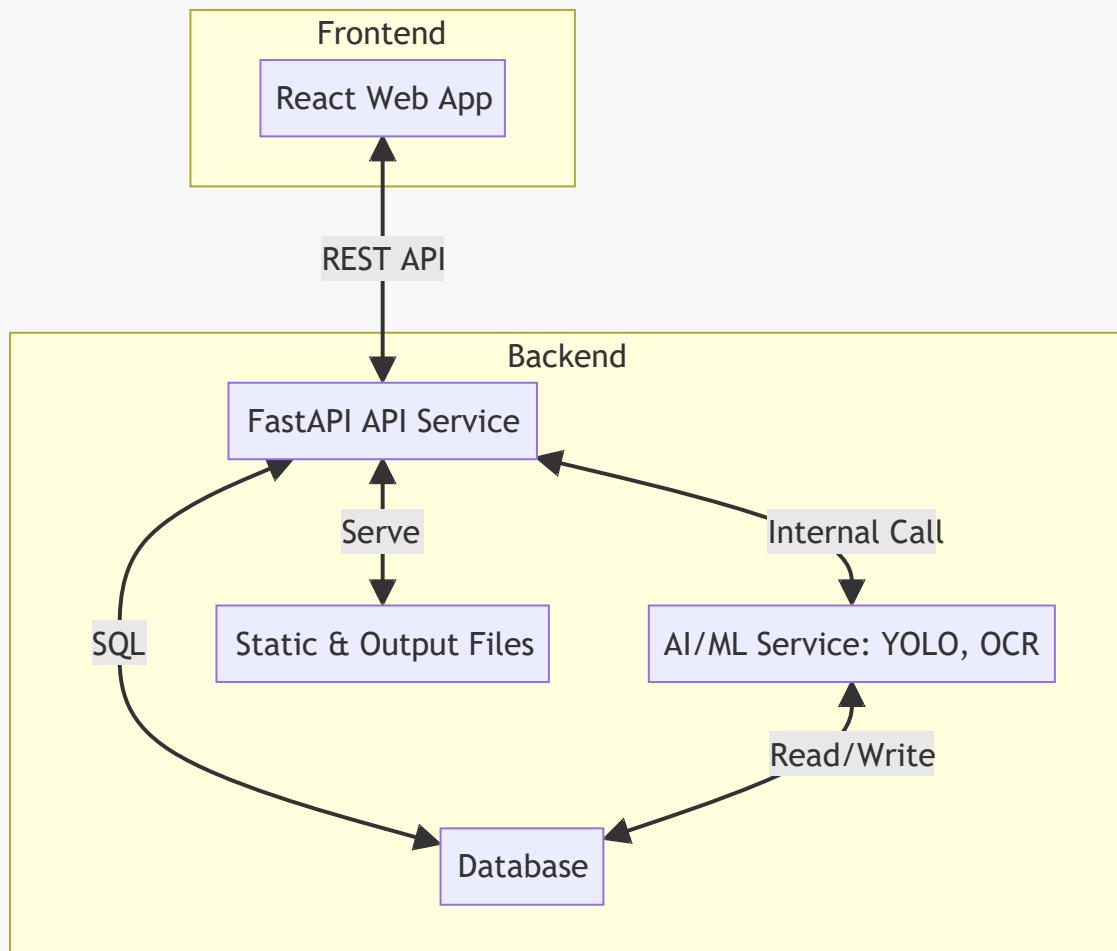 Frontend
React Web App
REST API
Backend
FastAPI API Service
Serve
Internal Call
SQL
Static & Output Files
AI/ML Service: YOLO, OCR
Read/Write
Database